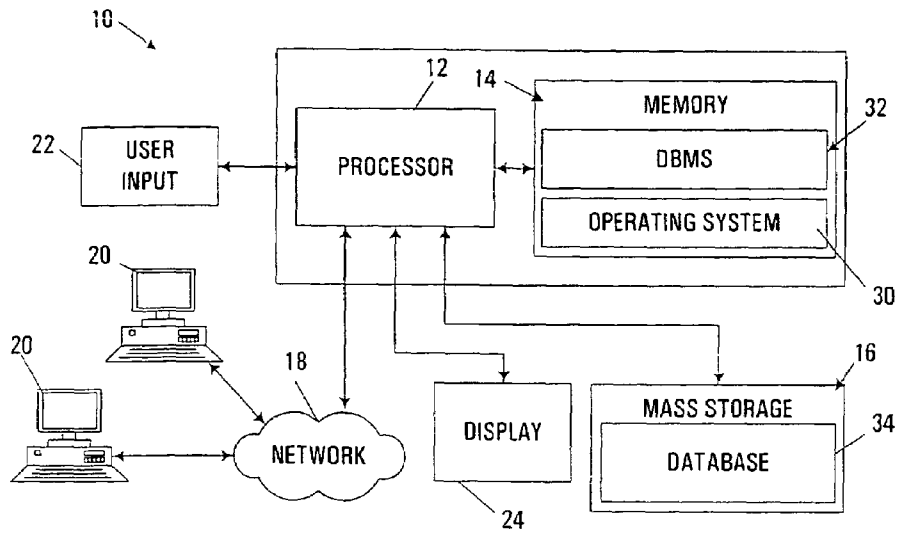 10
12
14
MEMORY
32
22
USER
INPUT
PROCESSOR
DBMS
OPERATING SYSTEM
20
30
20
18
16
NETWORK
DISPLAY
MASS STORAGE
34
DATABASE
24